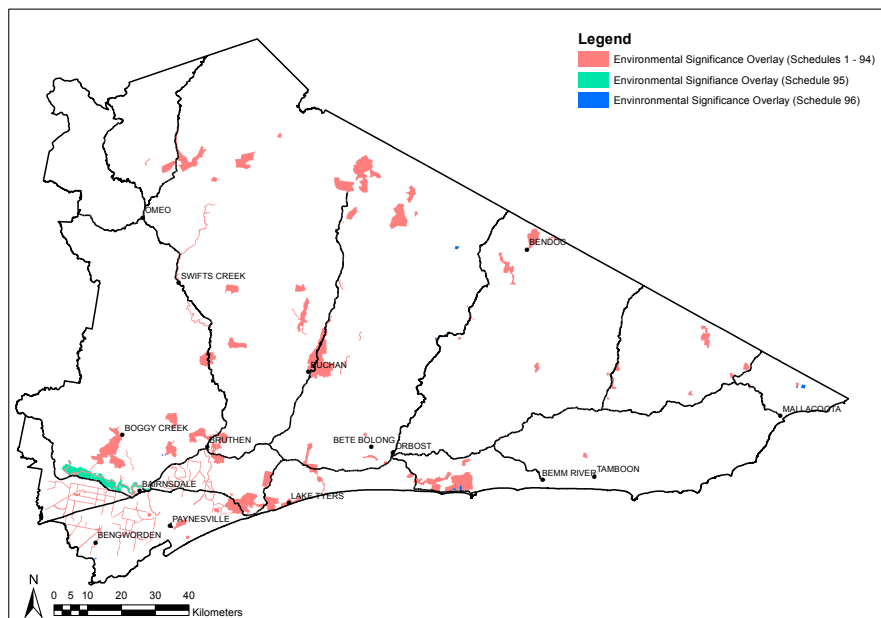 Legend
Environmental Significance Overlay (Schedules 1 - 94)
Environmental Signifiance Overlay (Schedule 95)
Envinronmental Significance Overlay (Schedule 96)
OMEO
BENDOC
SWIFTS CREEK
BUCHAN
MALLACOOTA
BOGGY CREEK
BRUTHEN
BETE BOLONG
ORBOST
BEMM RIVER
TAMBOON
BAIRNSDALE
LAKE TYERS
PAYNESVILLE
BENGWORDEN
N
0 5 10 20 30 40
Kilometers